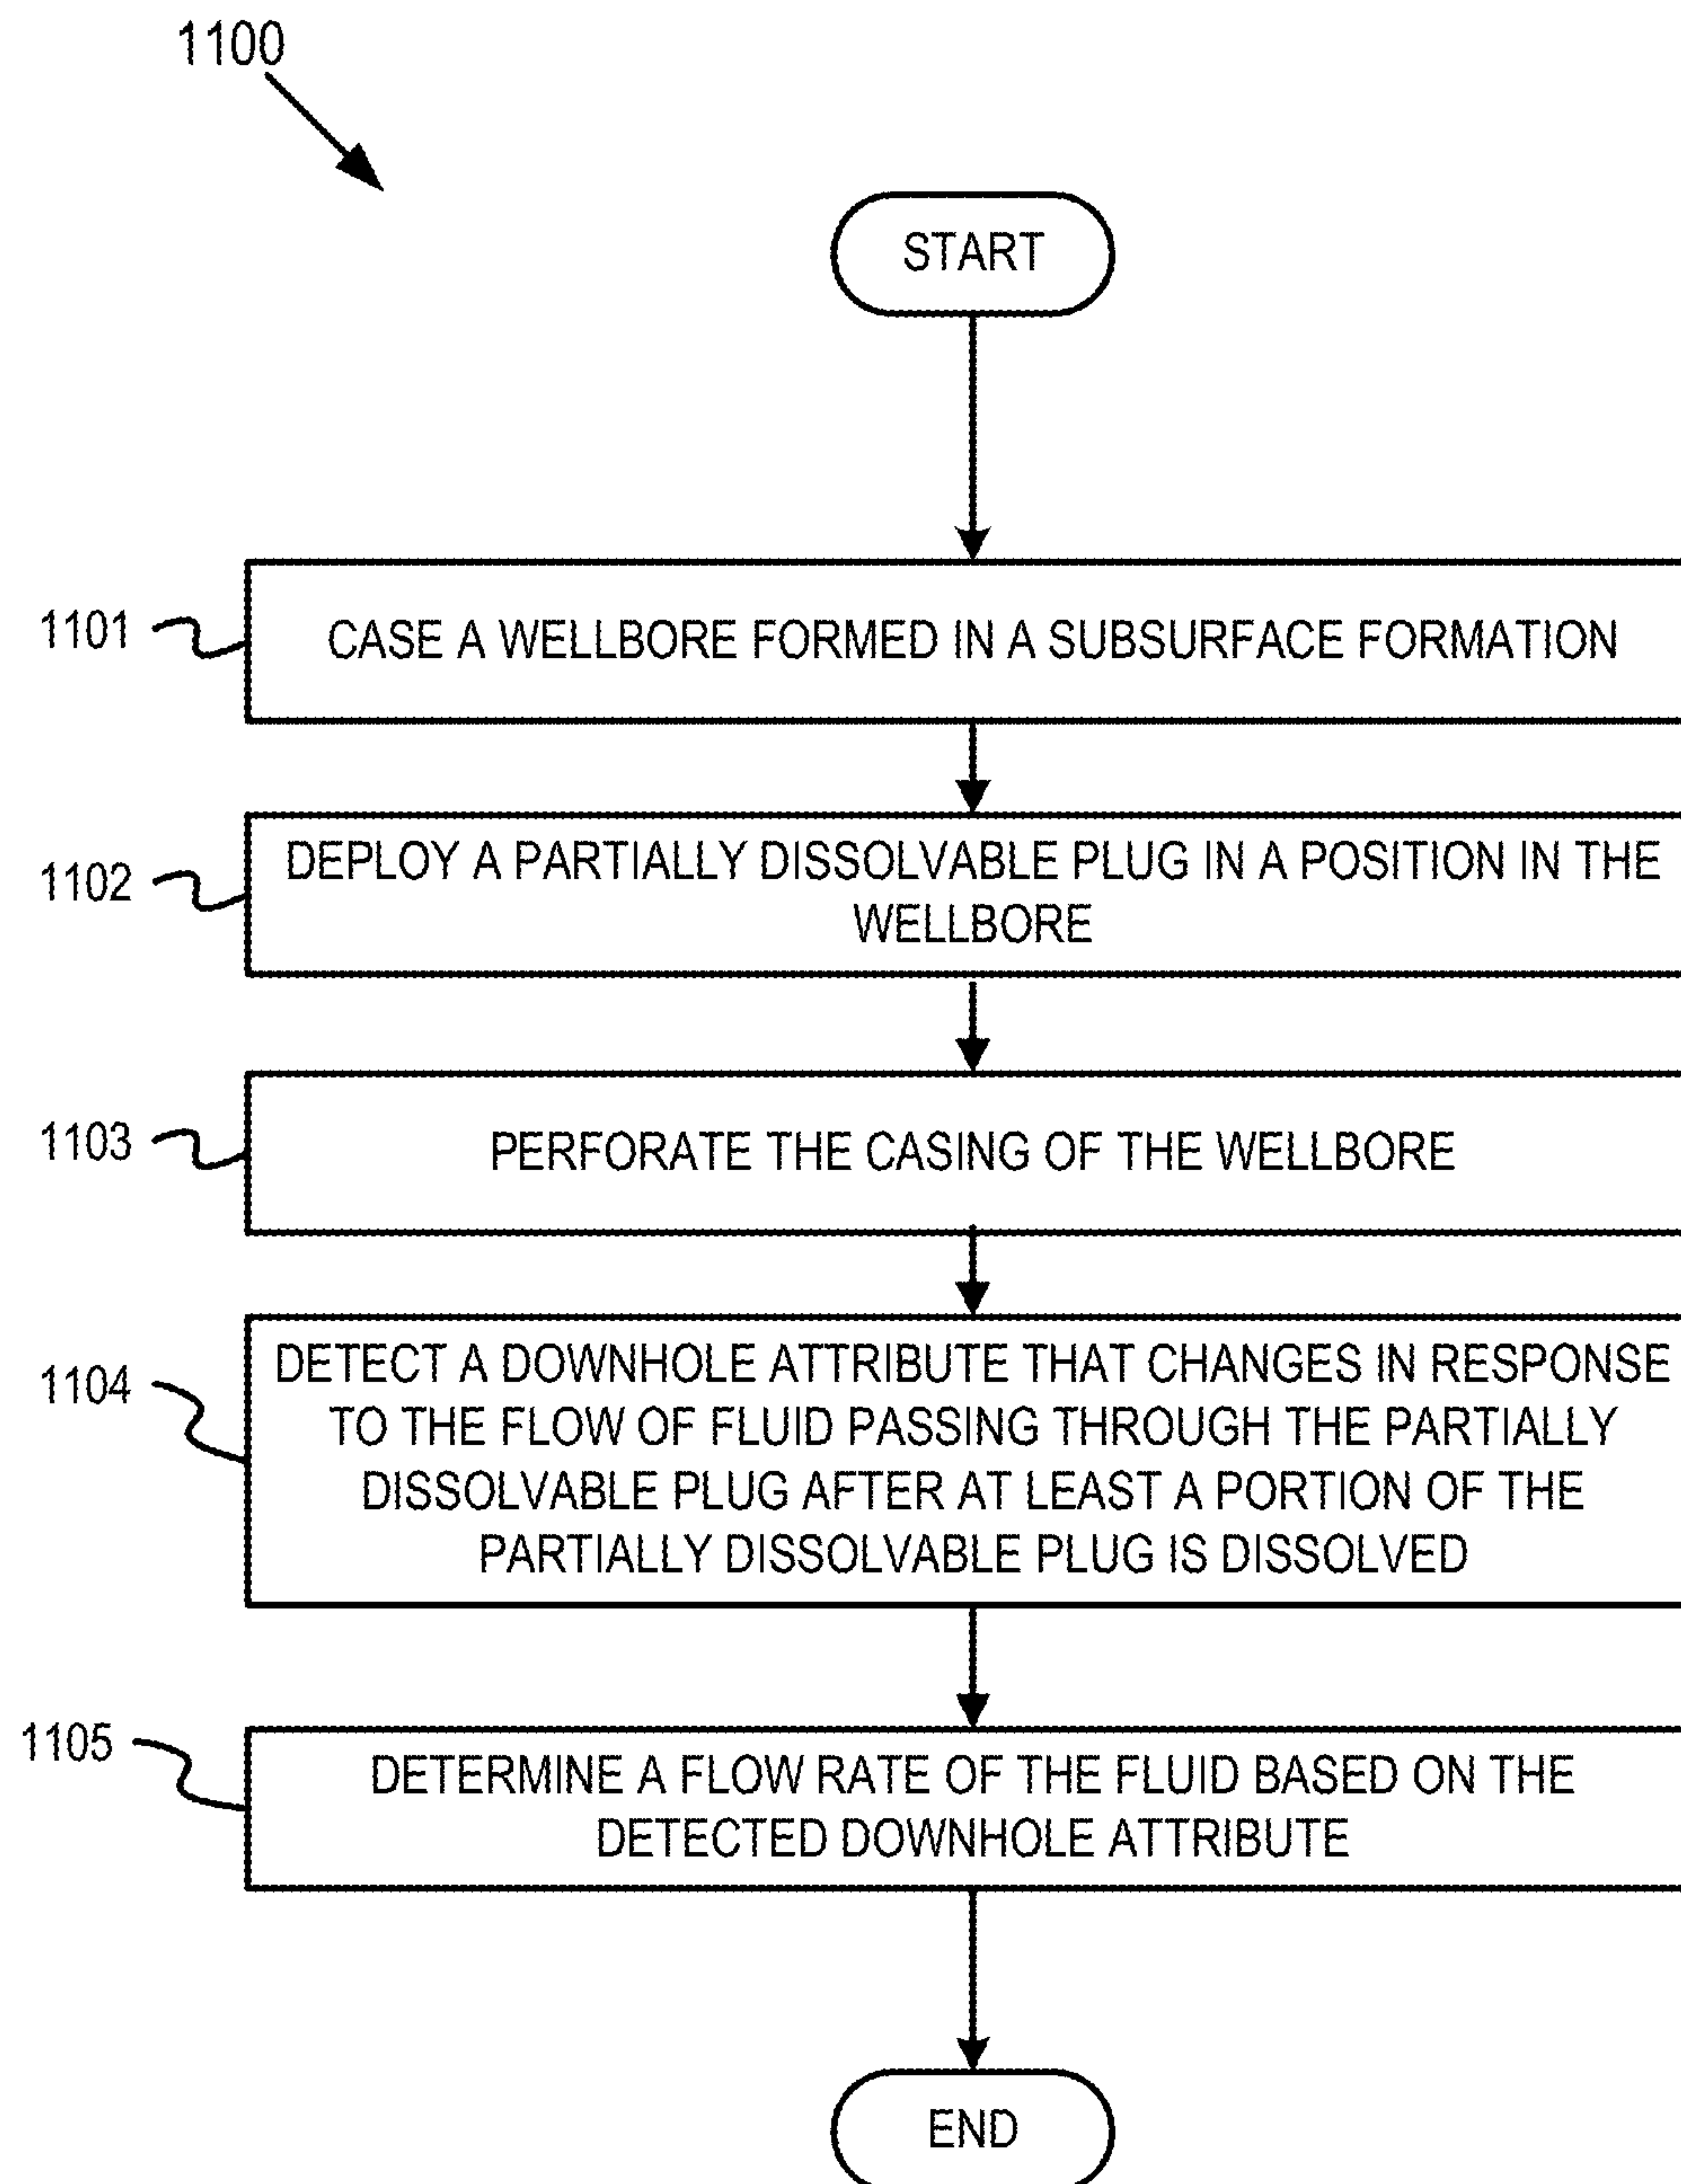 1100
START
1101
CASE A WELLBORE FORMED IN A SUBSURFACE FORMATION
1102
DEPLOY A PARTIALLY DISSOLVABLE PLUG IN A POSITION IN THE
WELLBORE
1103
PERFORATE THE CASING OF THE WELLBORE
1104
DETECT A DOWNHOLE ATTRIBUTE THAT CHANGES IN RESPONSE
TO THE FLOW OF FLUID PASSING THROUGH THE PARTIALLY
DISSOLVABLE PLUG AFTER AT LEAST A PORTION OF THE
PARTIALLY DISSOLVABLE PLUG IS DISSOLVED
1105
DETERMINE A FLOW RATE OF THE FLUID BASED ON THE
DETECTED DOWNHOLE ATTRIBUTE
END